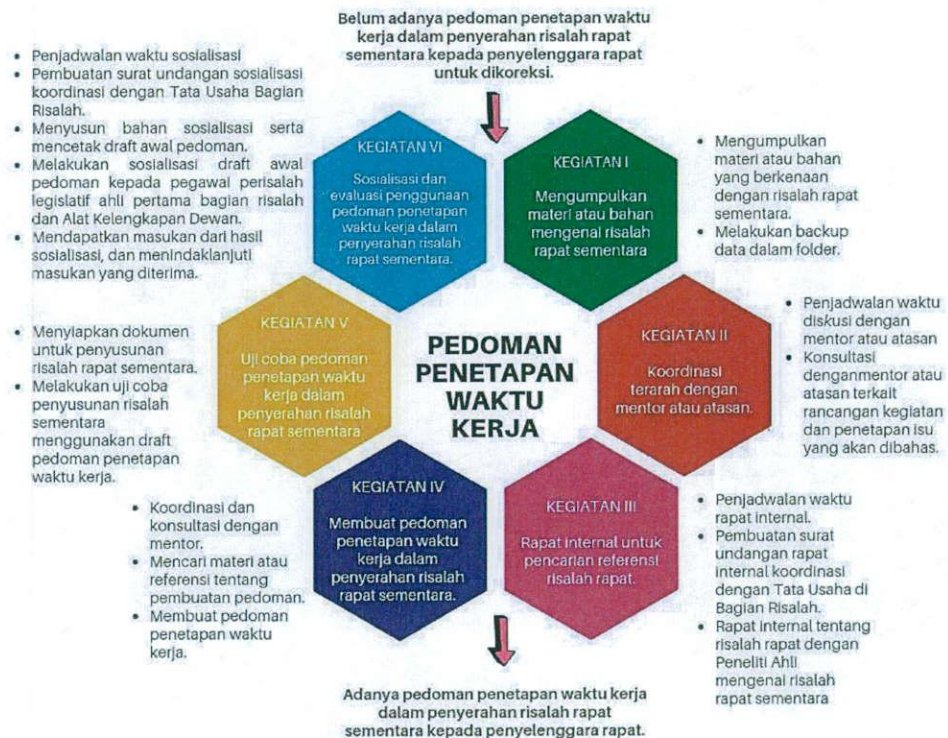 Belum adanya pedoman penetapan waktu
kerja dalam penyerahan risalah rapat
sementara kepada penyelenggara rapat
untuk dikoreksi.
• Penjadwalan waktu sosialisasi
• Pembuatan surat undangan sosialisasi
koordinasi dengan Tata Usaha Bagian
Risalah.
• Menyusun bahan sosialisasi serta
mencetak draft awal pedoman.
• Melakukan sosialisasi draft awal
pedoman kepada pegawai perisalah
legislatif ahli pertama bagian risalah
dan Alat Kelengkapan Dewan.
• Mendapatkan masukan dari hasil
sosialisasi, dan menindaklanjuti
masukan yang diterima.
KEGIATAN VI
Sosialisasi dan
evaluasi penggunaan
pedoman penetapan
waktu kerja dalam
penyerahan risalah
rapat sementara.
KEGIATAN I
Mengumpulkan
materi atau bahan
mengenai risalah
rapat sementara
• Mengumpulkan
materi atau bahan
yang berkenaan
dengan risalah rapat
sementara.
• Melakukan backup
data dalam folder.
• Menyiapkan dokumen
untuk penyusunan
risalah rapat sementara.
• Melakukan uji coba
penyusunan risalah
sementara
menggunakan draft
pedoman penetapan
waktu kerja.
KEGIATAN V
Uji coba pedoman
penetapan waktu
kerja dalam
penyerahan risalah
rapat sementara
PEDOMAN
PENETAPAN
WAKTU
KERJA
KEGIATAN II
Koordinasi
terarah dengan
mentor atau atasan.
• Penjadwalan waktu
diskusi dengan
mentor atau atasan
• Konsultasi
denganmentor atau
atasan terkait
rancangan kegiatan
dan penetapan isu
yang akan dibahas.
• Koordinasi dan
konsultasi dengan
mentor.
• Mencari materi atau
referensi tentang
pembuatan pedoman.
• Membuat pedoman
penetapan waktu
kerja.
KEGIATAN IV
Membuat pedoman
penetapan waktu
kerja dalam
penyerahan risalah
rapat sementara.
KEGIATAN III
Rapat internal untuk
pencarian referensi
risalah rapat.
• Penjadwalan waktu
rapat internal.
• Pembuatan surat
undangan rapat
internal koordinasi
dengan Tata Usaha di
Bagian Risalah.
• Rapat internal tentang
risalah rapat dengan
Peneliti Ahli
mengenai risalah
rapat sementara
Adanya pedoman penetapan waktu kerja
dalam penyerahan risalah rapat
sementara kepada penyelenggara rapat.